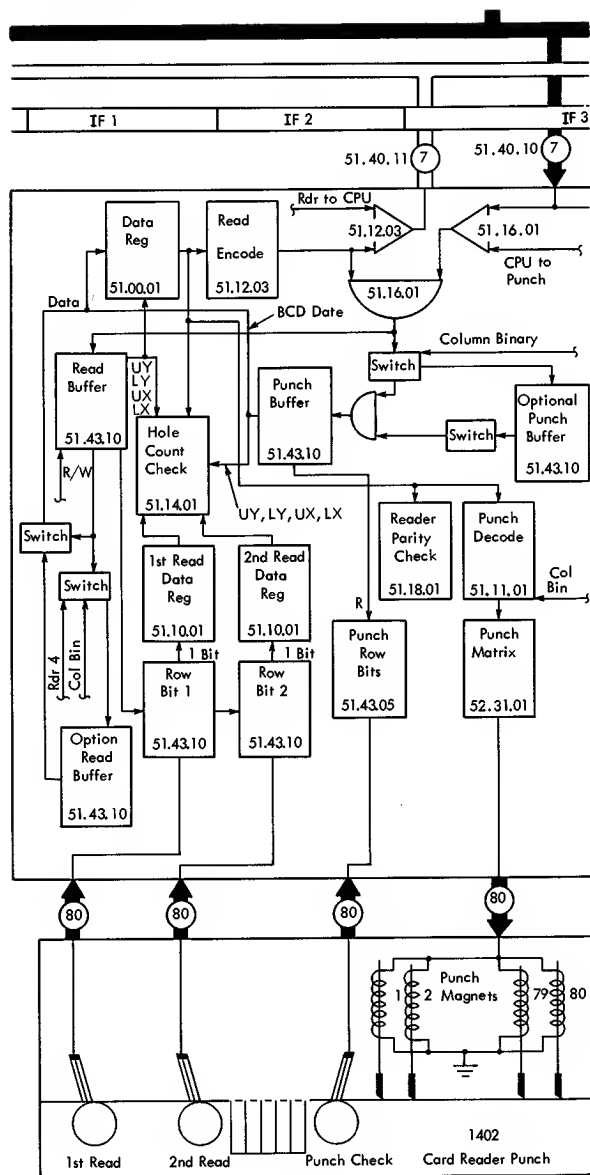 IF 1
IF 2
IF 3
51.40.11
7
51.40.10
7
Rdr to CPU
Data
Reg
51.00.01
Read
Encode
51.12.03
51.12.03
51.16.01
CPU to
Punch
51.16.01
Data
BCD Date
Column Binary
Switch
Read
Buffer
51.43.10
UY
LY
UX
LX
Hole
Count
Check
51.14.01
Punch
Buffer
51.43.10
Switch
Optional
Punch
Buffer
51.43.10
R/W
UY, LY, UX, LX
Switch
1st Read
Data
Reg
51.10.01
2nd Read
Data
Reg
51.10.01
Reader
Parity
Check
51.18.01
Punch
Decode
51.11.01
Col
Bin
Switch
R
1 Bit
1 Bit
Rdr 4
Col Bin
Row
Bit 1
51.43.10
Row
Bit 2
51.43.10
Punch
Row
Bits
51.43.05
Punch
Matrix
52.31.01
Option
Read
Buffer
51.43.10
80
80
80
80
1
2
Punch
Magnets
79
80
1st Read
2nd Read
Punch Check
1402
Card Reader Punch